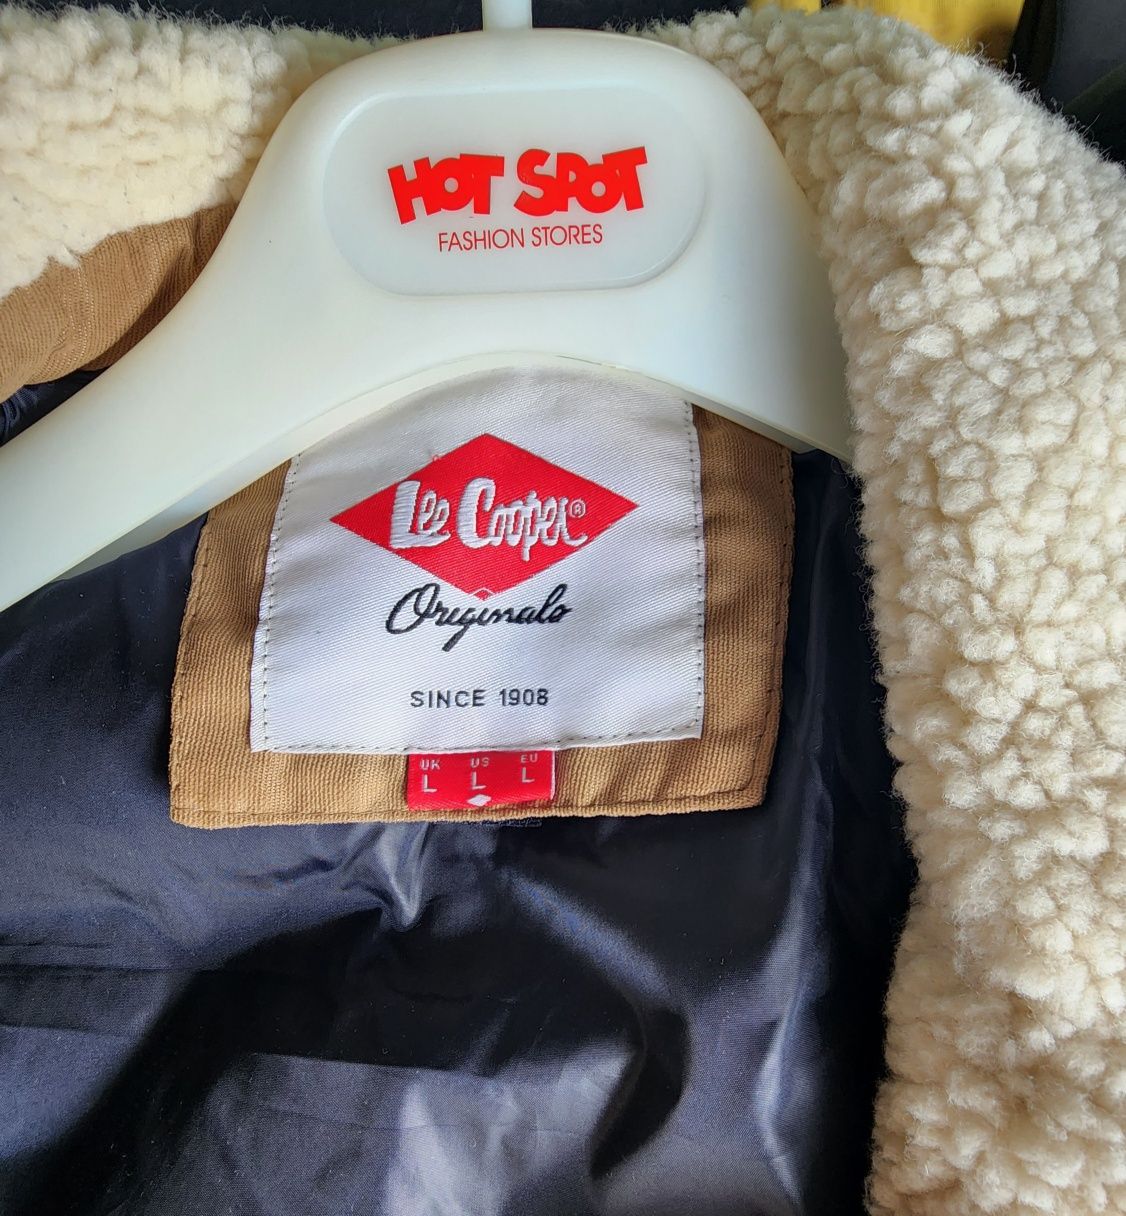 HOT SPOT
FASHION STORES
Lee Cooper®
Originals
SINCE 1908
UK US EU
L L L